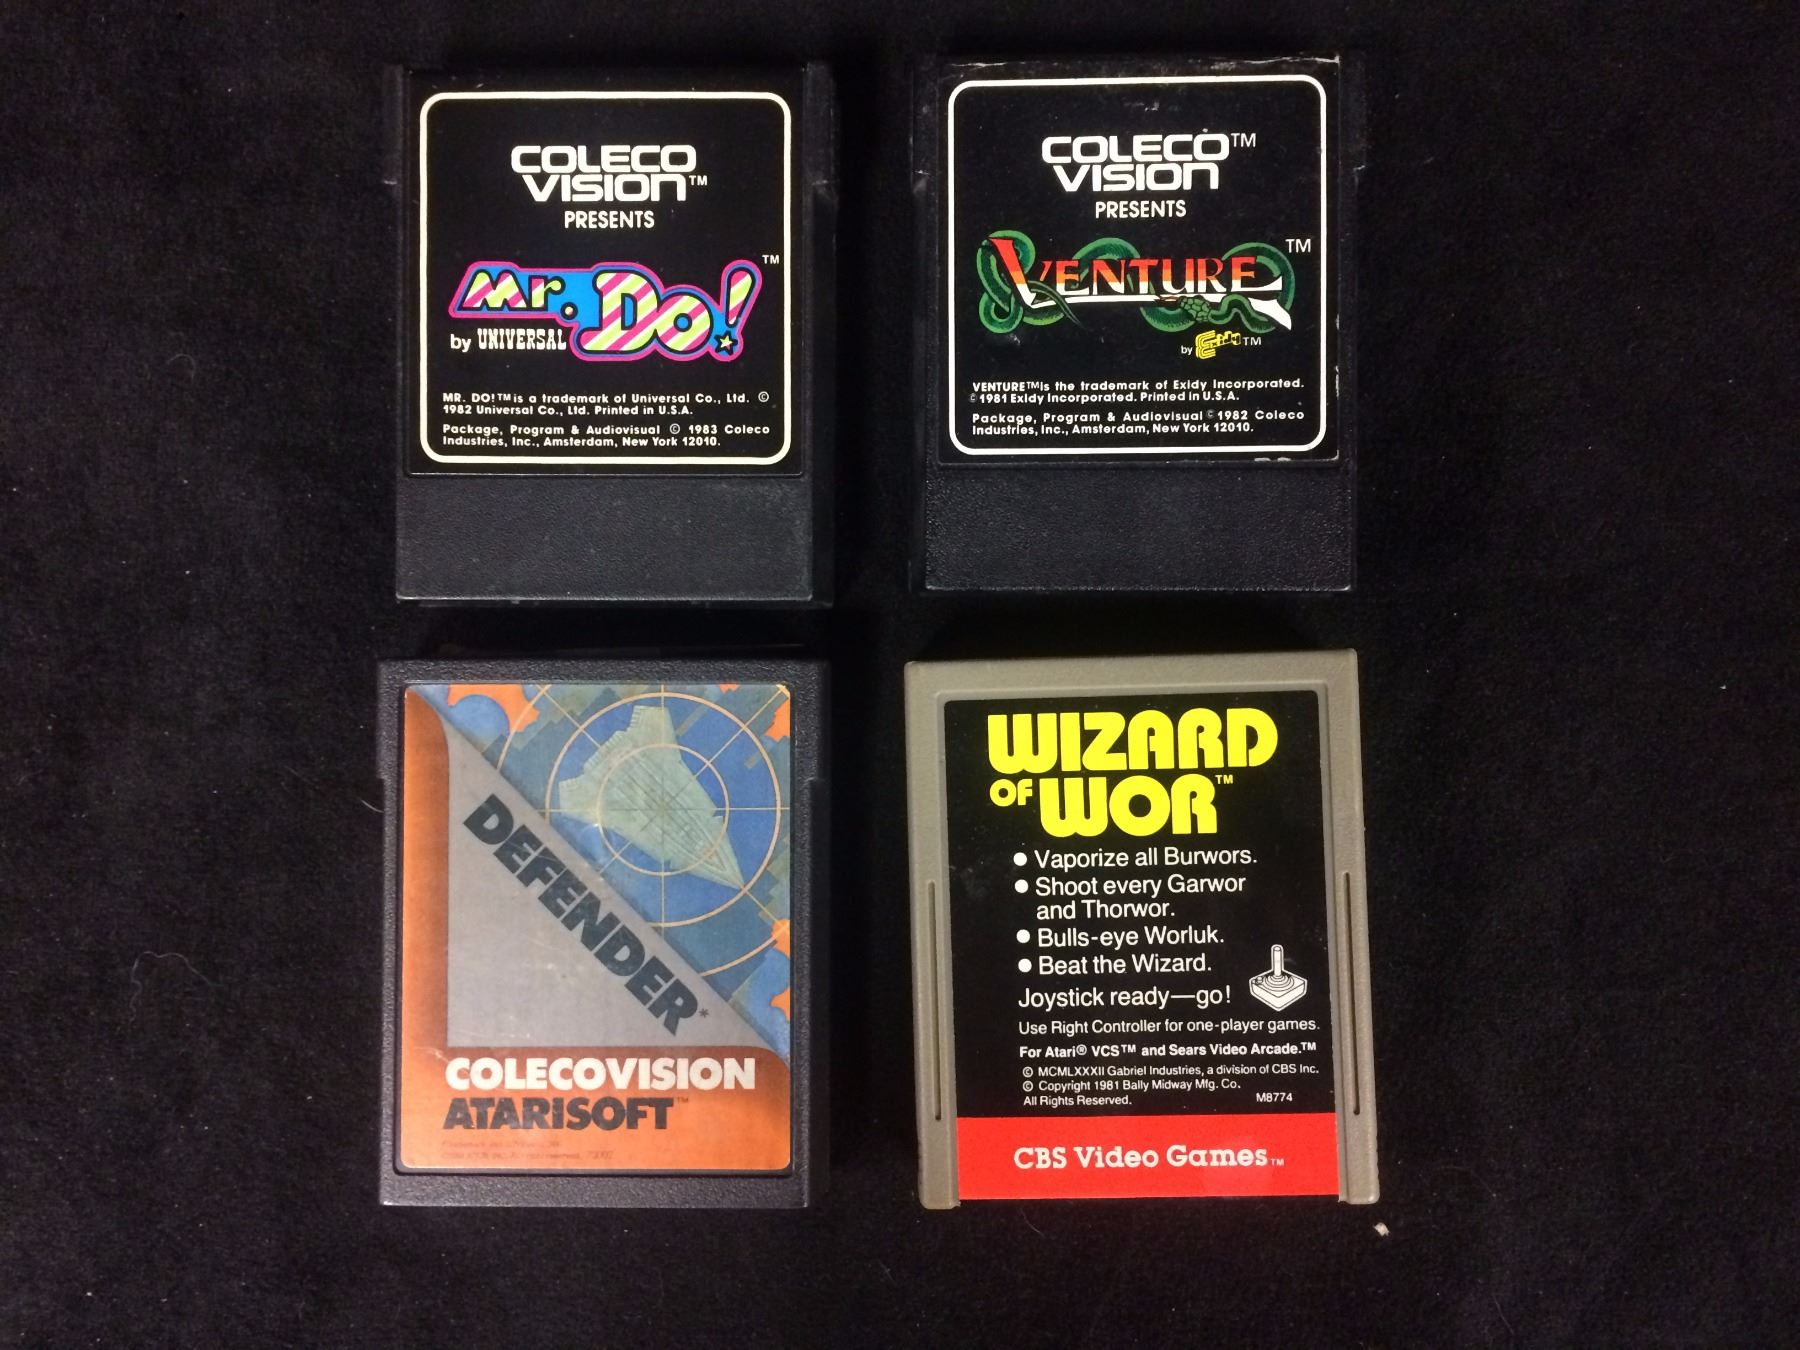 COLECO
VISION™
PRESENTS
Mr. Do!™
by UNIVERSAL
MR. DO!™ is a trademark of Universal Co., Ltd. ©
1982 Universal Co., Ltd. Printed in U.S.A.
Package, Program & Audiovisual © 1983 Coleco
Industries, Inc., Amsterdam, New York 12010.
COLECO™
VISION
PRESENTS
VENTURE™
by Exidy™
VENTURE™ is the trademark of Exidy Incorporated.
© 1981 Exidy Incorporated. Printed in U.S.A.
Package, Program & Audiovisual © 1982 Coleco
Industries, Inc., Amsterdam, New York 12010.
DEFENDER*
COLECOVISION
ATARISOFT™
WIZARD
OF WOR™
● Vaporize all Burwors.
● Shoot every Garwor
and Thorwor.
● Bulls-eye Worluk.
● Beat the Wizard.
Joystick ready—go!
Use Right Controller for one-player games.
For Atari® VCS™ and Sears Video Arcade.™
© MCMLXXXII Gabriel Industries, a division of CBS Inc.
© Copyright 1981 Bally Midway Mfg. Co.
All Rights Reserved. M8774
CBS Video Games™